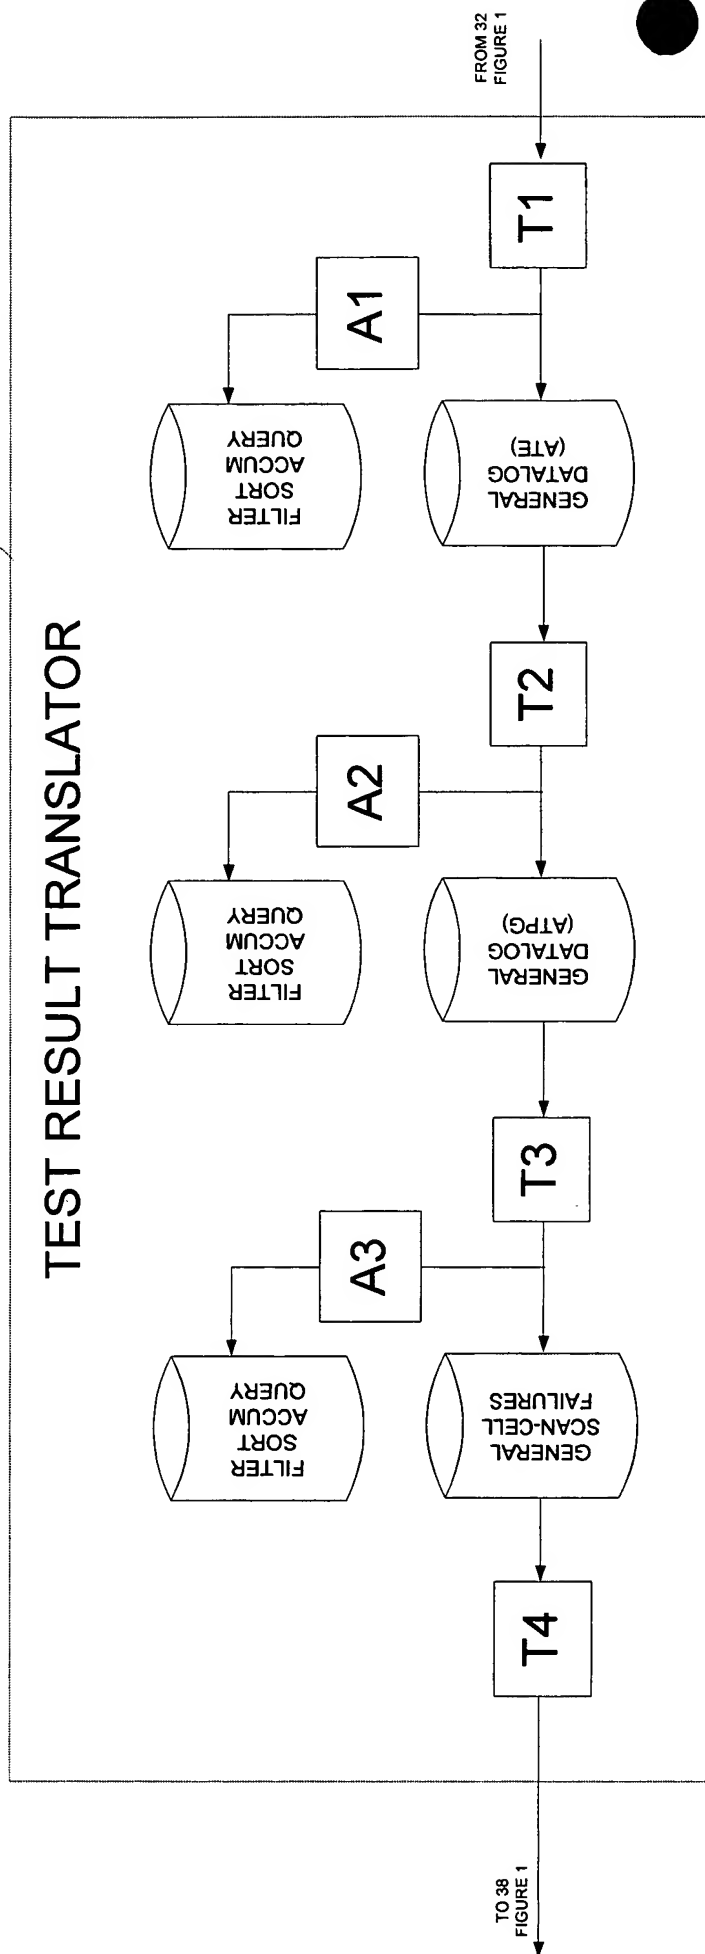 TEST RESULT TRANSLATOR
FROM 32
FIGURE 1
T1
A1
FILTER
SORT
ACCUM
QUERY
GENERAL
DATALOG
(ATE)
T2
A2
FILTER
SORT
ACCUM
QUERY
GENERAL
DATALOG
(ATPG)
T3
A3
FILTER
SORT
ACCUM
QUERY
GENERAL
SCAN-CELL
FAILURES
T4
TO 38
FIGURE 1